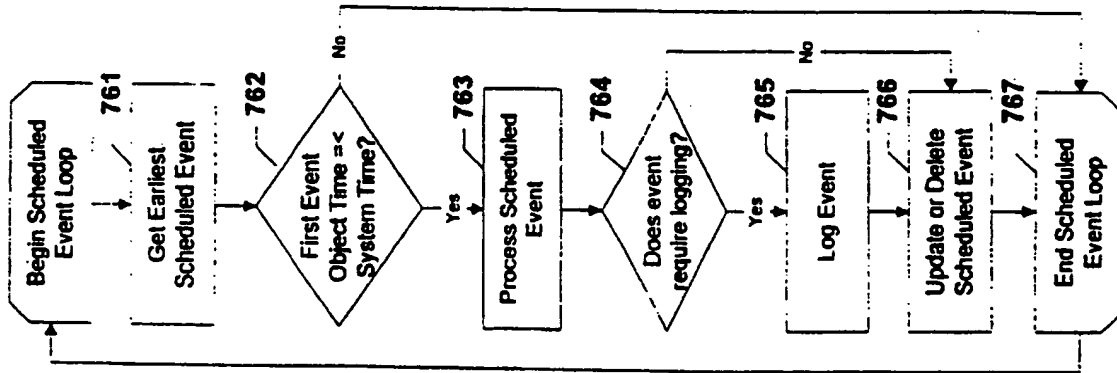 Begin Scheduled
Event Loop
761
Get Earliest
Scheduled Event
762
First Event
Object Time =<
System Time?
No
Yes
763
Process Scheduled
Event
764
Does event
require logging?
No
Yes
765
Log Event
766
Update or Delete
Scheduled Event
767
End Scheduled
Event Loop